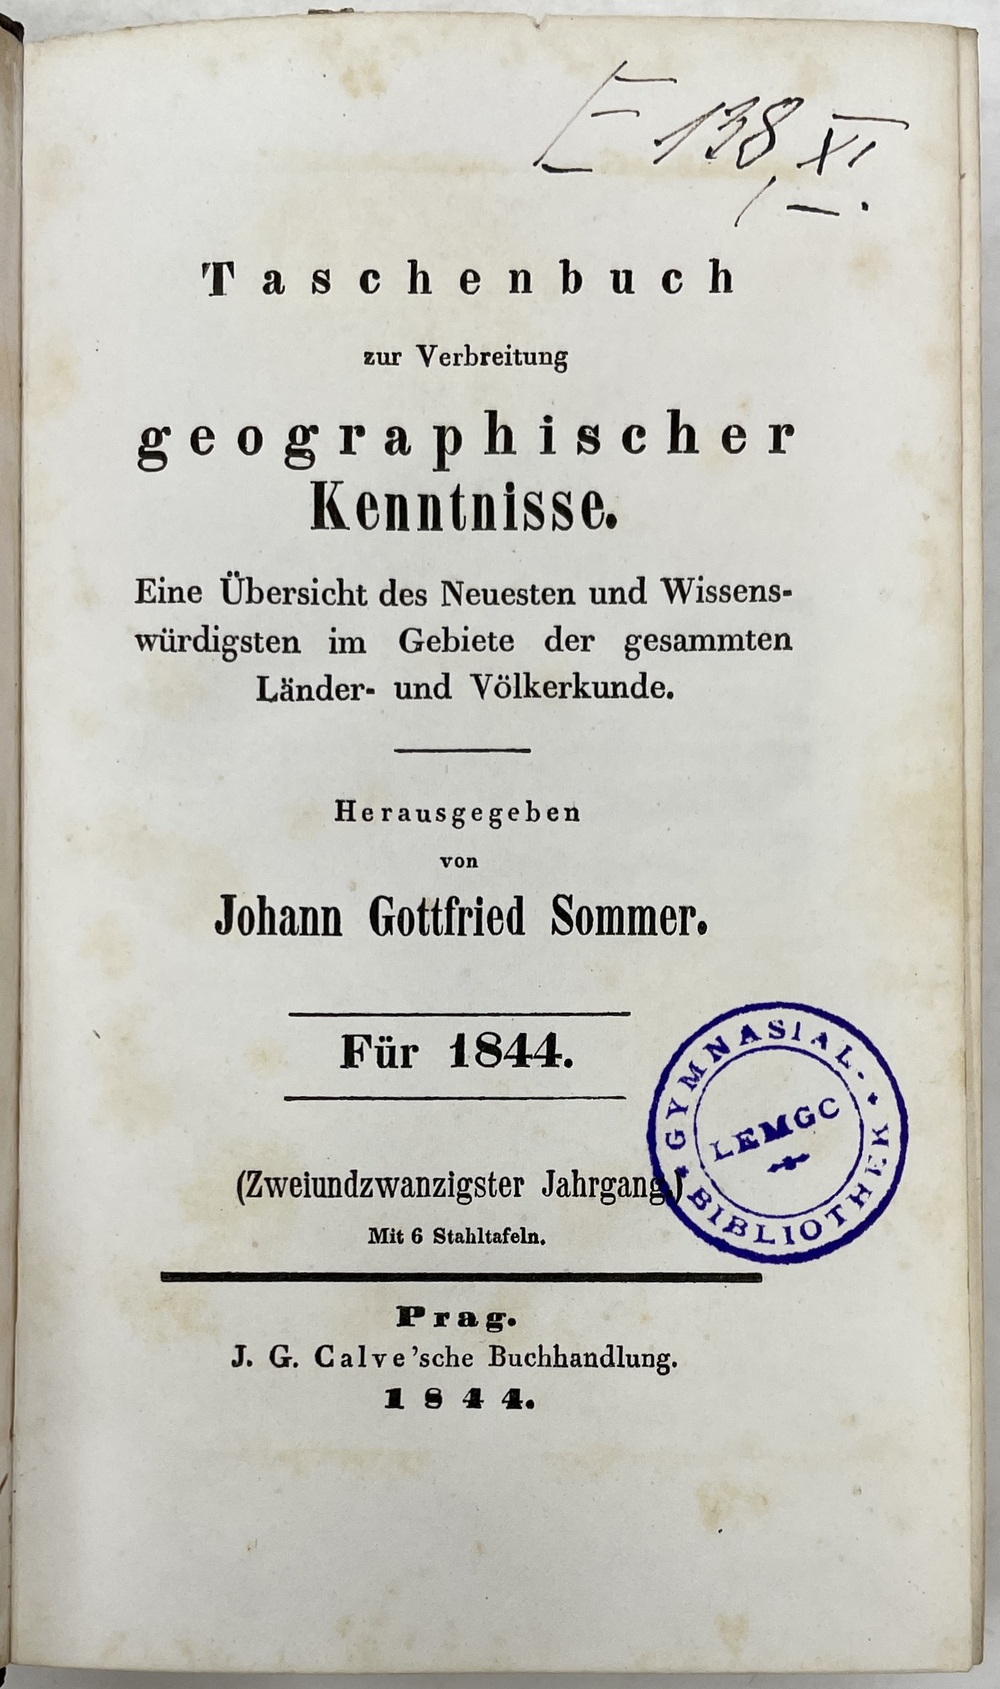 E 138, XI.
Taschenbuch
zur Verbreitung
geographischer
Kenntnisse.
Eine Übersicht des Neuesten und Wissens-
würdigsten im Gebiete der gesammten
Länder- und Völkerkunde.
Herausgegeben
von
Johann Gottfried Sommer.
Für 1844.
(Zweiundzwanzigster Jahrgang.)
Mit 6 Stahltafeln.
Prag.
J. G. Calve'sche Buchhandlung.
1844.
GYMNASIAL-
BIBLIOTHEK
LEMGO